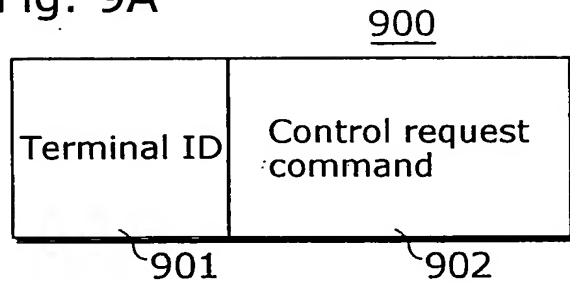 Fig. 9A
900
Terminal ID
Control request
command
901
902